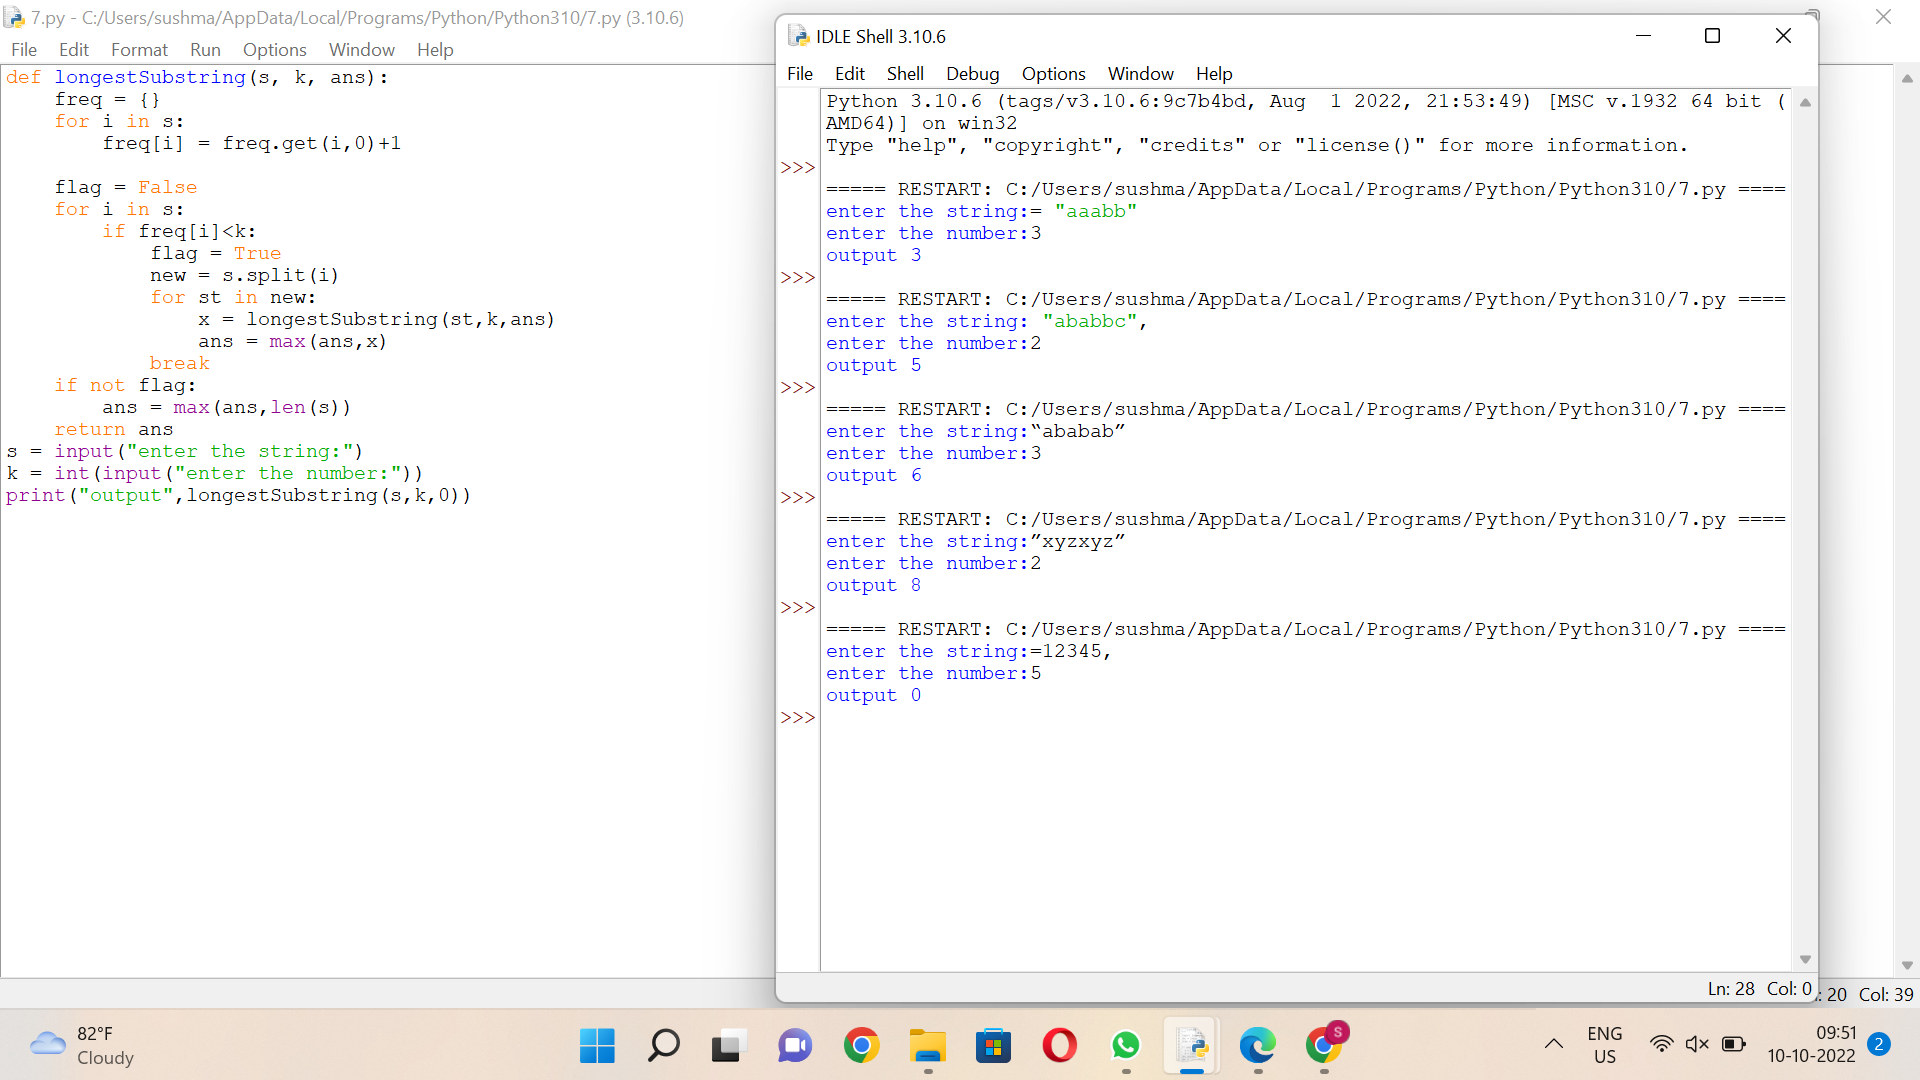 7.py - C:/Users/sushma/AppData/Local/Programs/Python/Python310/7.py (3.10.6)
File Edit Format Run Options Window Help
def longestSubstring(s, k, ans):
    freq = {}
    for i in s:
        freq[i] = freq.get(i,0)+1

    flag = False
    for i in s:
        if freq[i]<k:
            flag = True
            new = s.split(i)
            for st in new:
                x = longestSubstring(st,k,ans)
                ans = max(ans,x)
            break
    if not flag:
        ans = max(ans,len(s))
    return ans
s = input("enter the string:")
k = int(input("enter the number:"))
print("output",longestSubstring(s,k,0))
IDLE Shell 3.10.6
File Edit Shell Debug Options Window Help
Python 3.10.6 (tags/v3.10.6:9c7b4bd, Aug  1 2022, 21:53:49) [MSC v.1932 64 bit (
AMD64)] on win32
Type "help", "copyright", "credits" or "license()" for more information.
>>>
===== RESTART: C:/Users/sushma/AppData/Local/Programs/Python/Python310/7.py ====
enter the string:= "aaabb"
enter the number:3
output 3
>>>
===== RESTART: C:/Users/sushma/AppData/Local/Programs/Python/Python310/7.py ====
enter the string: "ababbc",
enter the number:2
output 5
>>>
===== RESTART: C:/Users/sushma/AppData/Local/Programs/Python/Python310/7.py ====
enter the string:“ababab”
enter the number:3
output 6
>>>
===== RESTART: C:/Users/sushma/AppData/Local/Programs/Python/Python310/7.py ====
enter the string:”xyzxyz”
enter the number:2
output 8
>>>
===== RESTART: C:/Users/sushma/AppData/Local/Programs/Python/Python310/7.py ====
enter the string:=12345,
enter the number:5
output 0
>>>
Ln: 28 Col: 0
: 20 Col: 39
82°F
Cloudy
S
ENG
US
09:51
10-10-2022
2